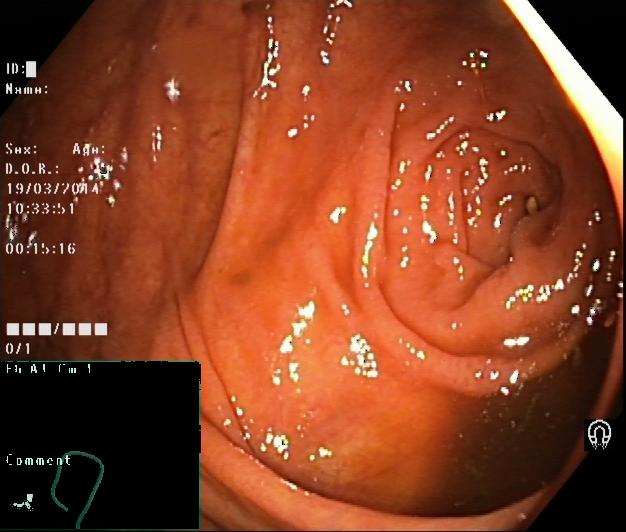 ID:
Name:
Sex: Age:
D.O.B.:
19/03/2014
10:33:51
00:15:16
■■■/■■■
0/1
Comment